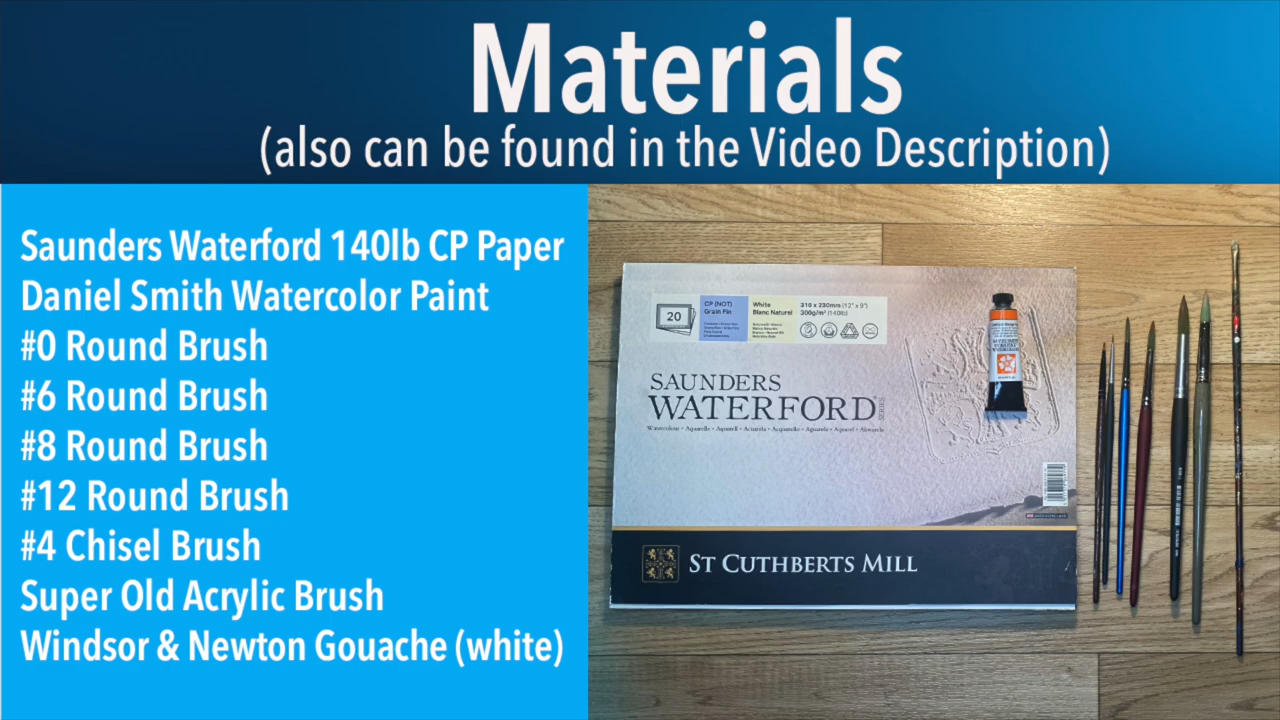 Materials
(also can be found in the Video Description)
Saunders Waterford 140lb CP Paper
Daniel Smith Watercolor Paint
#0 Round Brush
#6 Round Brush
#8 Round Brush
#12 Round Brush
#4 Chisel Brush
Super Old Acrylic Brush
Windsor & Newton Gouache (white)
20
CP (NOT)
Grain Fin
White
Blanc Naturel
310 x 230mm (12" x 9")
300g/m² (140lb)
SAUNDERS
WATERFORD
SERIES
ST CUTHBERTS MILL